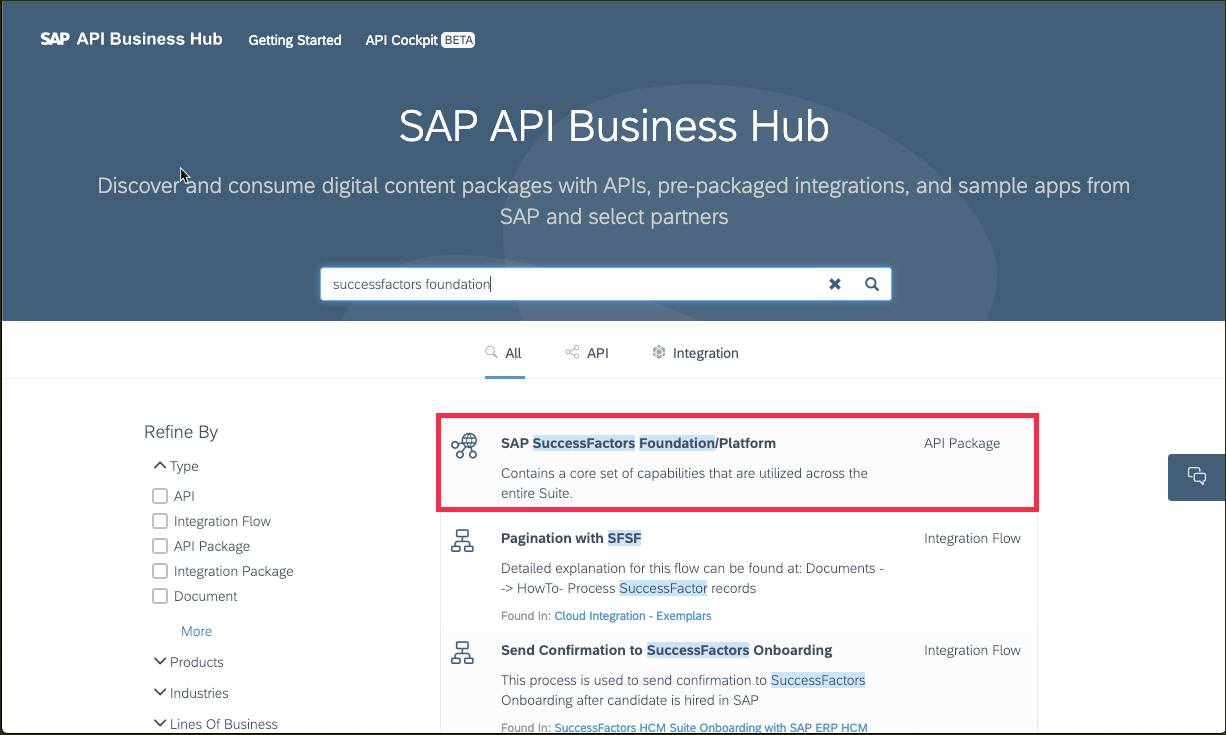 SAP API Business Hub Getting Started API Cockpit BETA
SAP API Business Hub
Discover and consume digital content packages with APIs, pre-packaged integrations, and sample apps from
SAP and select partners
successfactors foundation
All API Integration
Refine By
Type
API
Integration Flow
API Package
Integration Package
Document
More
Products
Industries
Lines Of Business
SAP SuccessFactors Foundation/Platform API Package
Contains a core set of capabilities that are utilized across the
entire Suite.
Pagination with SFSF Integration Flow
Detailed explanation for this flow can be found at: Documents -
-> HowTo- Process SuccessFactor records
Found In: Cloud Integration - Exemplars
Send Confirmation to SuccessFactors Onboarding Integration Flow
This process is used to send confirmation to SuccessFactors
Onboarding after candidate is hired in SAP
Found In: SuccessFactors HCM Suite Onboarding with SAP ERP HCM